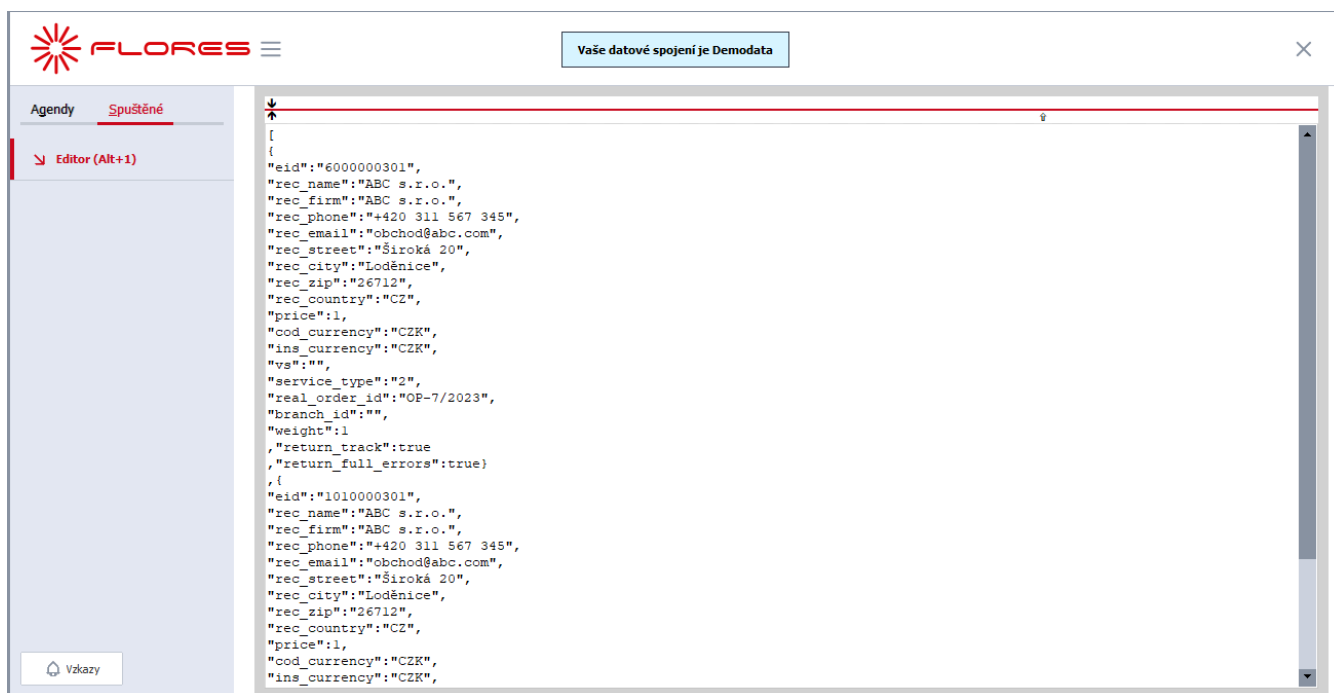 FLORES
Vaše datové spojení je Demodata
Agendy Spuštěné
Editor (Alt+1)
[
{
"eid":"6000000301",
"rec_name":"ABC s.r.o.",
"rec_firm":"ABC s.r.o.",
"rec_phone":"+420 311 567 345",
"rec_email":"obchod@abc.com",
"rec_street":"Široká 20",
"rec_city":"Loděnice",
"rec_zip":"26712",
"rec_country":"CZ",
"price":1,
"cod_currency":"CZK",
"ins_currency":"CZK",
"vs":"",
"service_type":"2",
"real_order_id":"OP-7/2023",
"branch_id":"",
"weight":1
,"return_track":true
,"return_full_errors":true}
,{
"eid":"1010000301",
"rec_name":"ABC s.r.o.",
"rec_firm":"ABC s.r.o.",
"rec_phone":"+420 311 567 345",
"rec_email":"obchod@abc.com",
"rec_street":"Široká 20",
"rec_city":"Loděnice",
"rec_zip":"26712",
"rec_country":"CZ",
"price":1,
"cod_currency":"CZK",
"ins_currency":"CZK",
Vzkazy